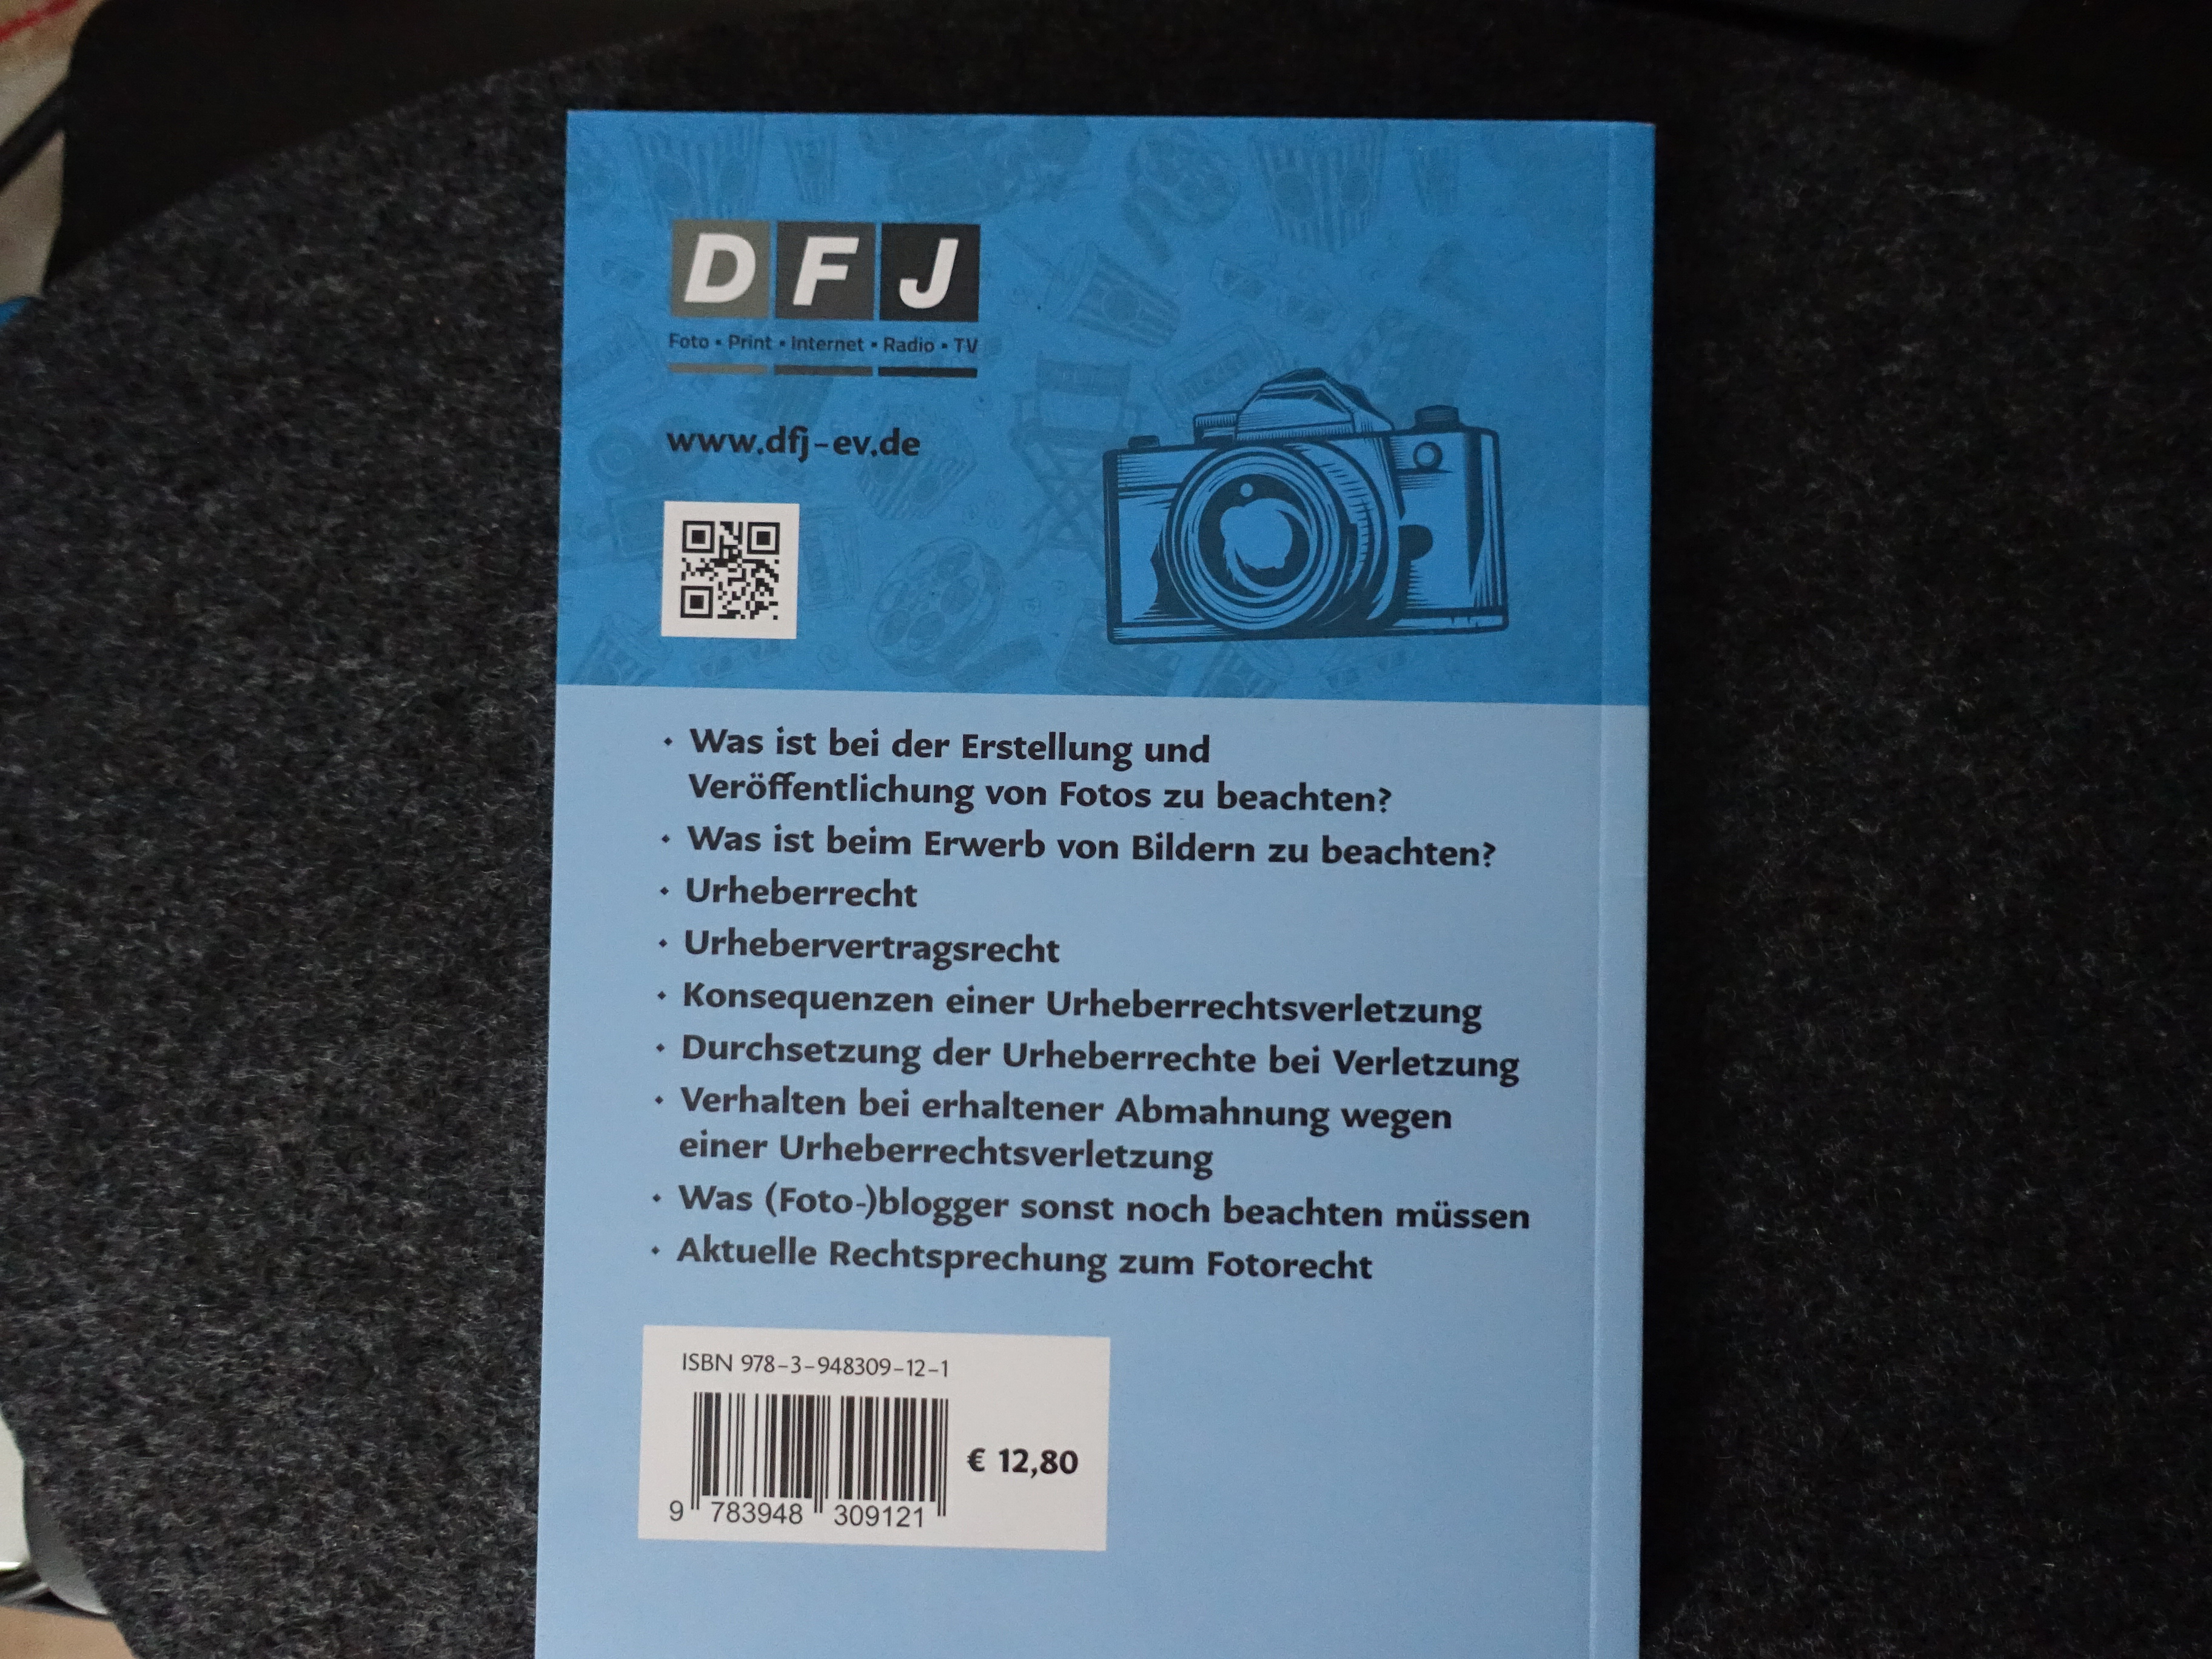 DFJ
Foto ▪ Print ▪ Internet ▪ Radio ▪ TV
www.dfj-ev.de
• Was ist bei der Erstellung und
Veröffentlichung von Fotos zu beachten?
• Was ist beim Erwerb von Bildern zu beachten?
• Urheberrecht
• Urhebervertragsrecht
• Konsequenzen einer Urheberrechtsverletzung
• Durchsetzung der Urheberrechte bei Verletzung
• Verhalten bei erhaltener Abmahnung wegen
einer Urheberrechtsverletzung
• Was (Foto-)blogger sonst noch beachten müssen
• Aktuelle Rechtsprechung zum Fotorecht
ISBN 978-3-948309-12-1
€ 12,80
9 783948 309121